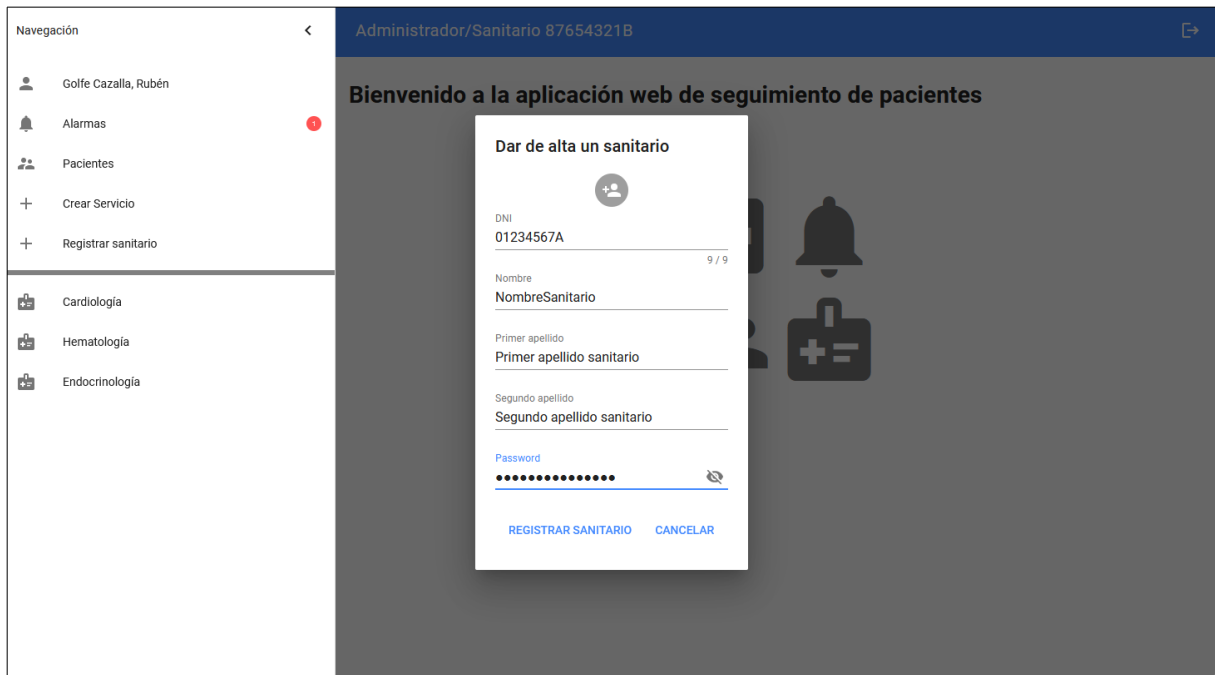 Navegación
Administrador/Sanitario 87654321B
Golfe Cazalla, Rubén
Alarmas
1
Pacientes
Crear Servicio
Registrar sanitario
Cardiología
Hematología
Endocrinología
Bienvenido a la aplicación web de seguimiento de pacientes
Dar de alta un sanitario
DNI
01234567A
9 / 9
Nombre
NombreSanitario
Primer apellido
Primer apellido sanitario
Segundo apellido
Segundo apellido sanitario
Password
•••••••••••••••
REGISTRAR SANITARIO CANCELAR